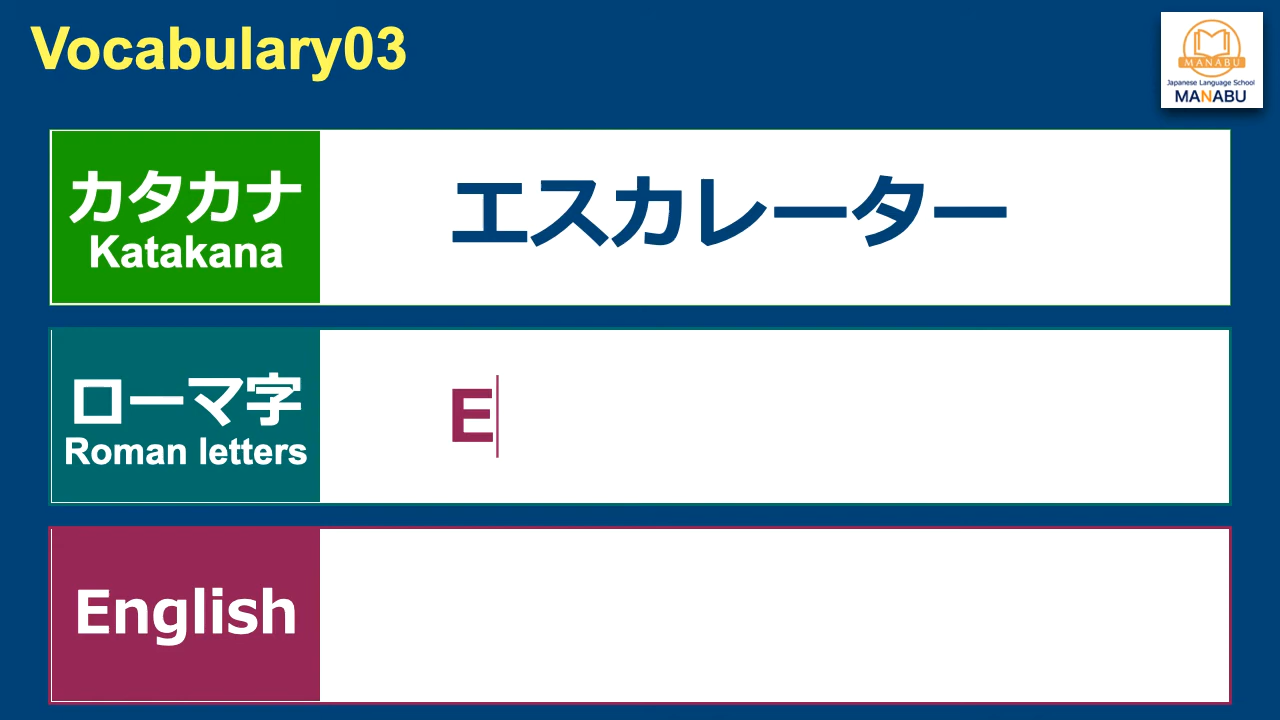 Vocabulary03
MANABU
Japanese Language School
MANABU
カタカナ
Katakana
エスカレーター
ローマ字
Roman letters
E
English